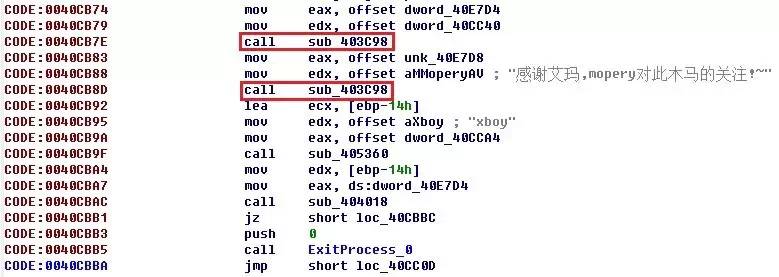 CODE:0040CB74 mov eax, offset dword_40E7D4
CODE:0040CB79 mov edx, offset dword_40CC40
CODE:0040CB7E call sub_403C98
CODE:0040CB83 mov eax, offset unk_40E7D8
CODE:0040CB88 mov edx, offset aMMoperyAV ; "感谢艾玛,mopery对此木马的关注!~"
CODE:0040CB8D call sub_403C98
CODE:0040CB92 lea ecx, [ebp-14h]
CODE:0040CB95 mov edx, offset aXboy ; "xboy"
CODE:0040CB9A mov eax, offset dword_40CCA4
CODE:0040CB9F call sub_405360
CODE:0040CBA4 mov edx, [ebp-14h]
CODE:0040CBA7 mov eax, ds:dword_40E7D4
CODE:0040CBAC call sub_404018
CODE:0040CBB1 jz short loc_40CBBC
CODE:0040CBB3 push 0
CODE:0040CBB5 call ExitProcess_0
CODE:0040CBBA jmp short loc_40CC0D